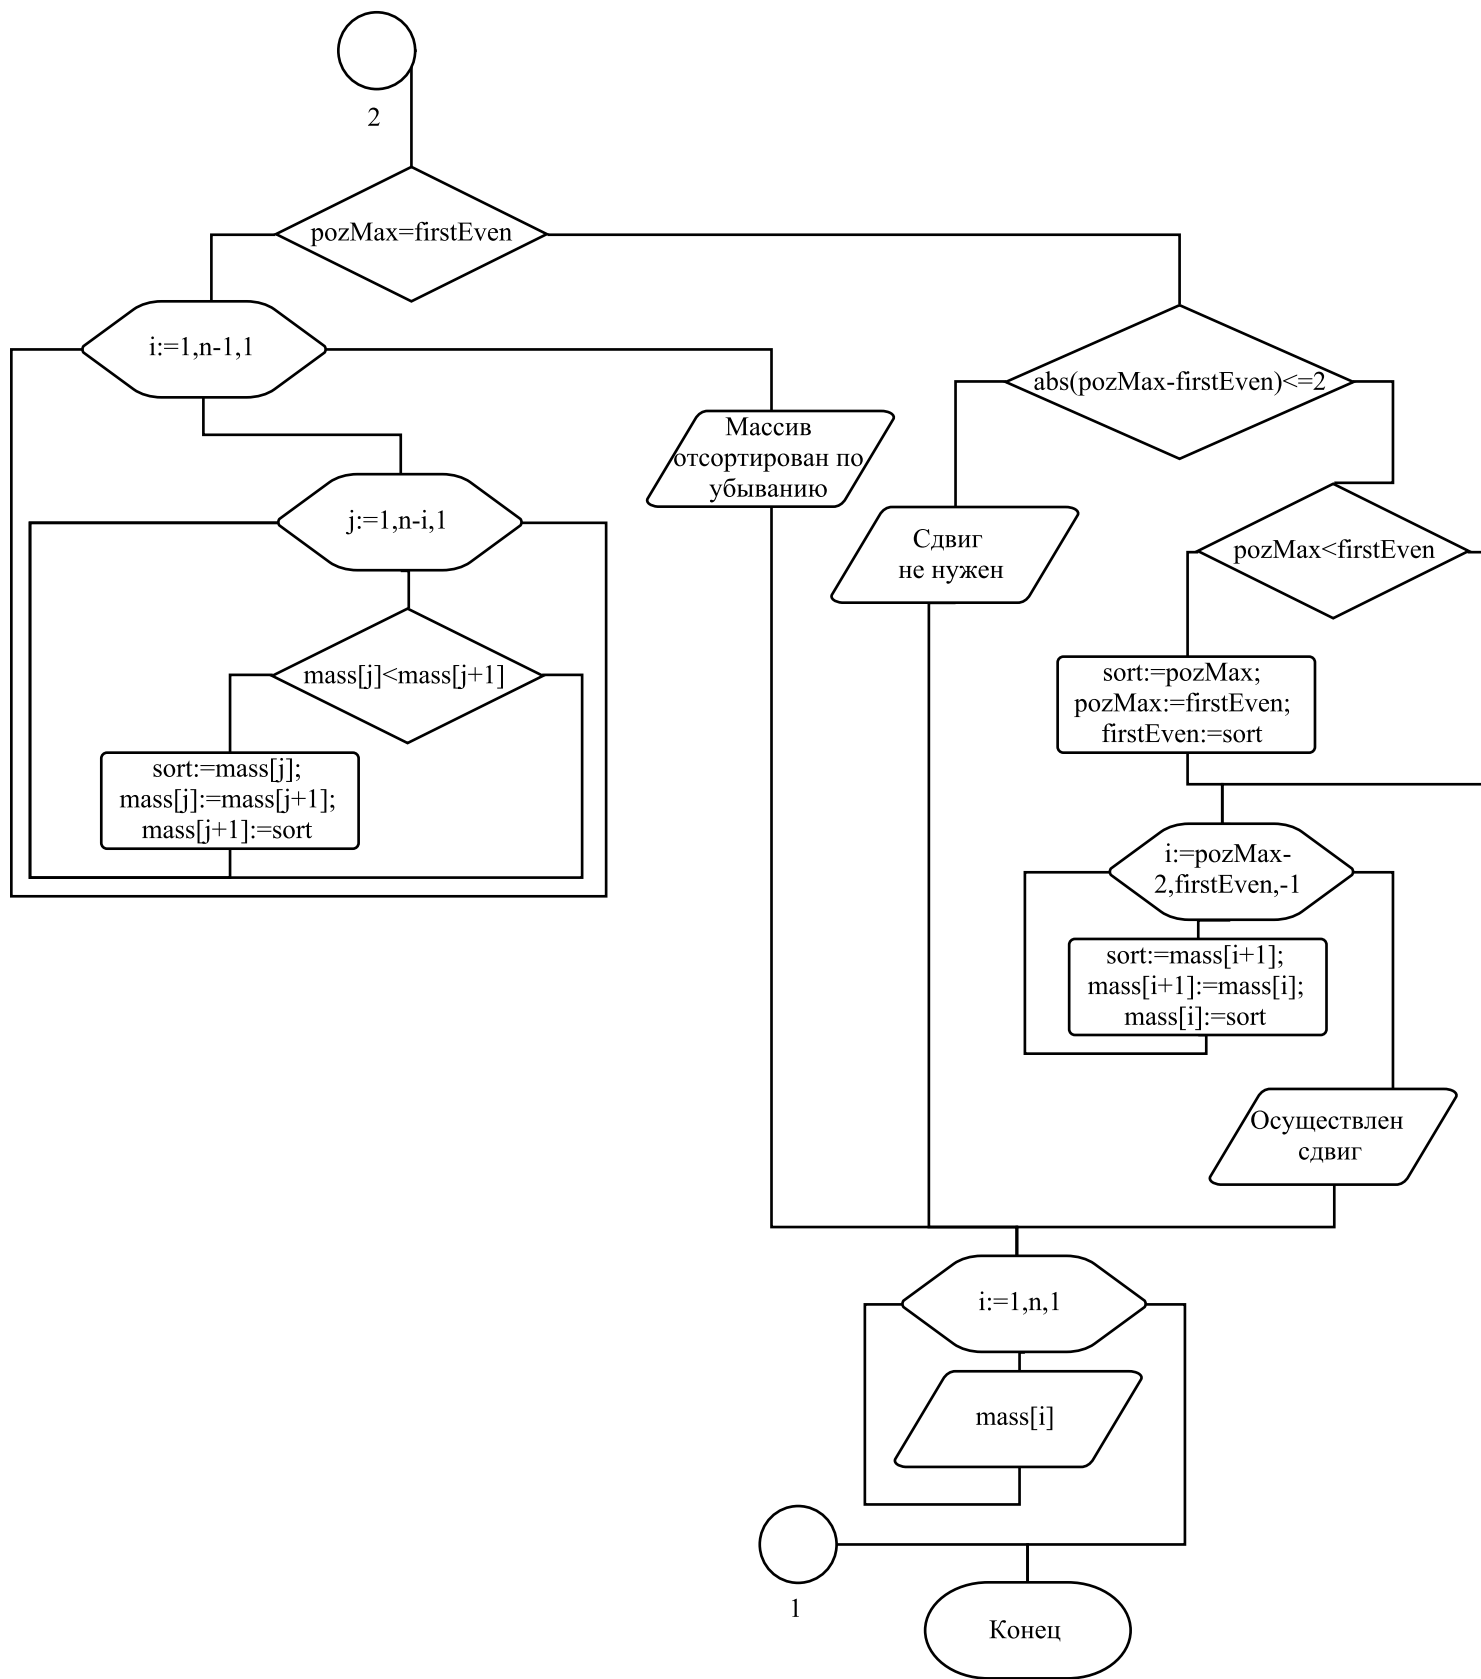 2
pozMax=firstEven
i:=1,n-1,1
abs(pozMax-firstEven)<=2
Массив
отсортирован по
убыванию
j:=1,n-i,1
Сдвиг
не нужен
pozMax<firstEven
mass[j]<mass[j+1]
sort:=pozMax;
pozMax:=firstEven;
firstEven:=sort
sort:=mass[j];
mass[j]:=mass[j+1];
mass[j+1]:=sort
i:=pozMax-
2,firstEven,-1
sort:=mass[i+1];
mass[i+1]:=mass[i];
mass[i]:=sort
Осуществлен
сдвиг
i:=1,n,1
mass[i]
1
Конец